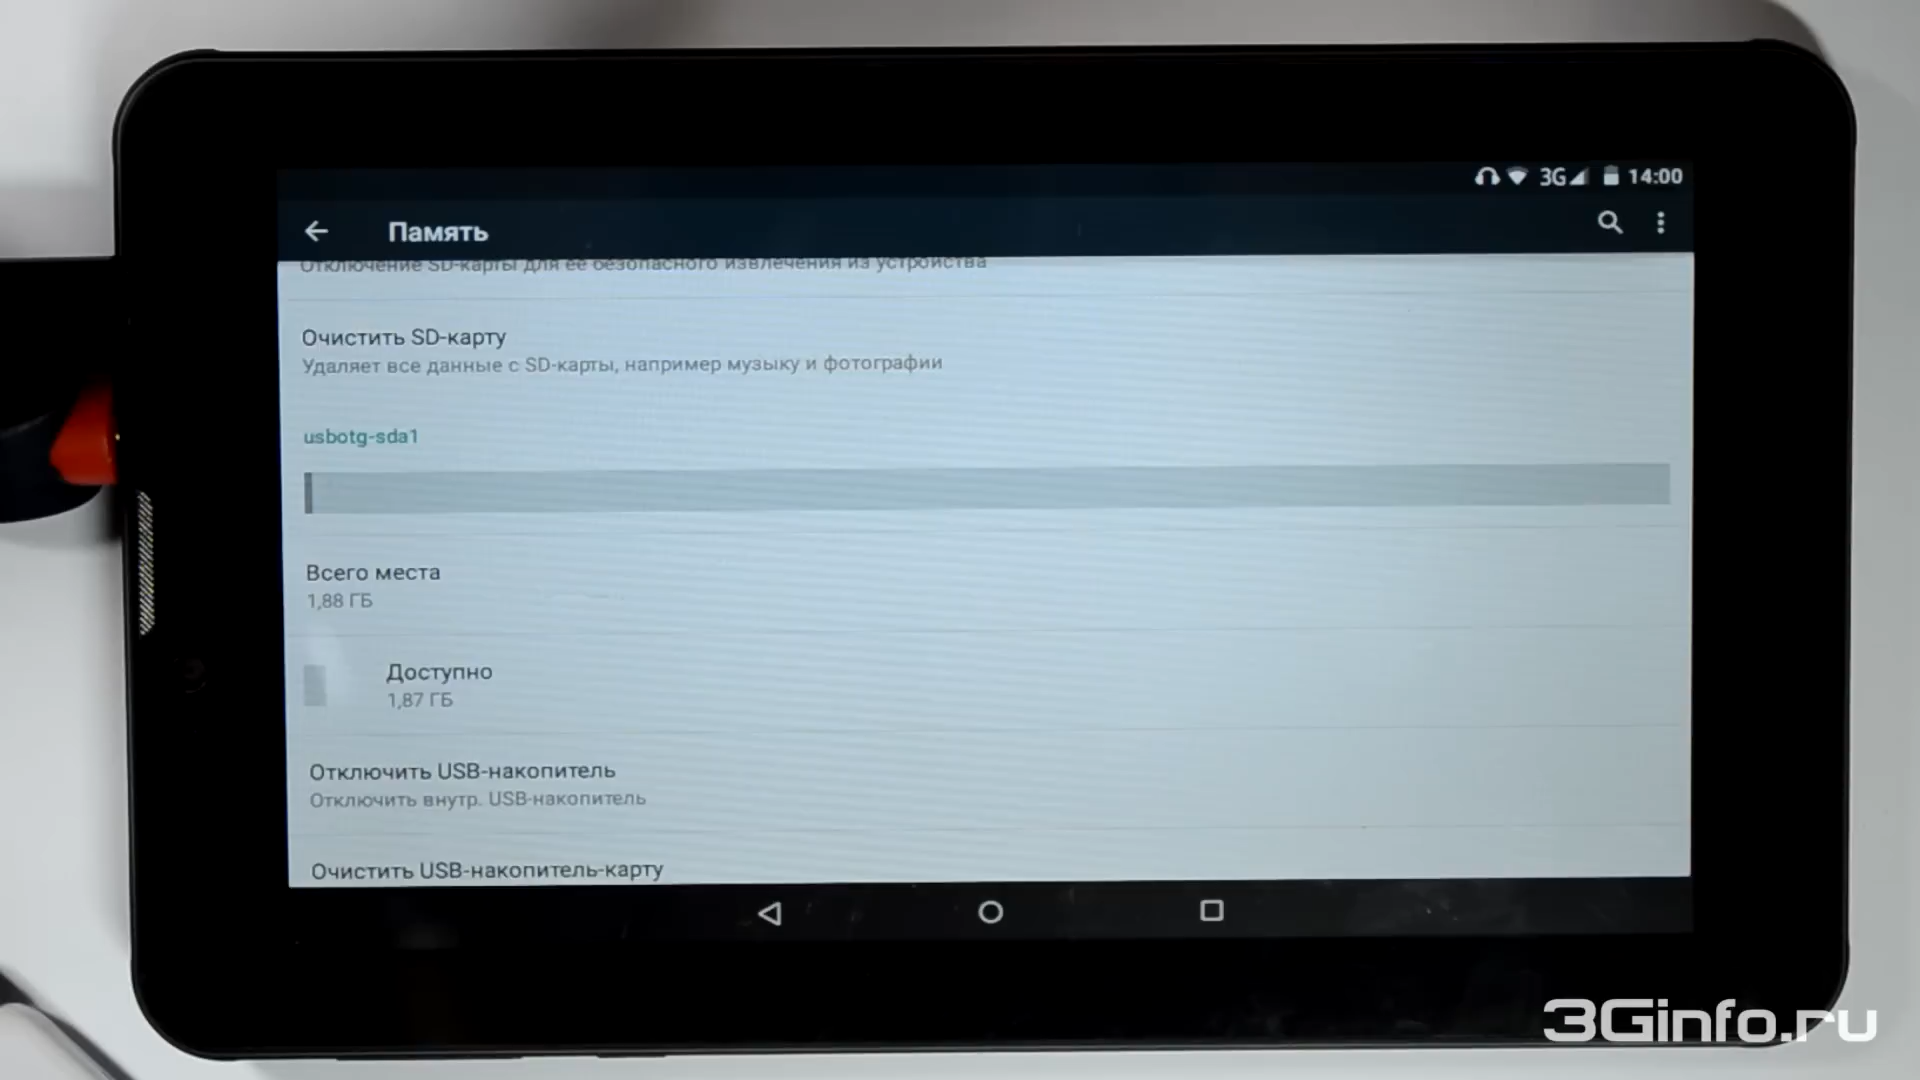 3G 14:00
Память
Отключение SD-карты для ее безопасного извлечения из устройства
Очистить SD-карту
Удаляет все данные с SD-карты, например музыку и фотографии
usbotg-sda1
Всего места
1,88 ГБ
Доступно
1,87 ГБ
Отключить USB-накопитель
Отключить внутр. USB-накопитель
Очистить USB-накопитель-карту
3Ginfo.ru